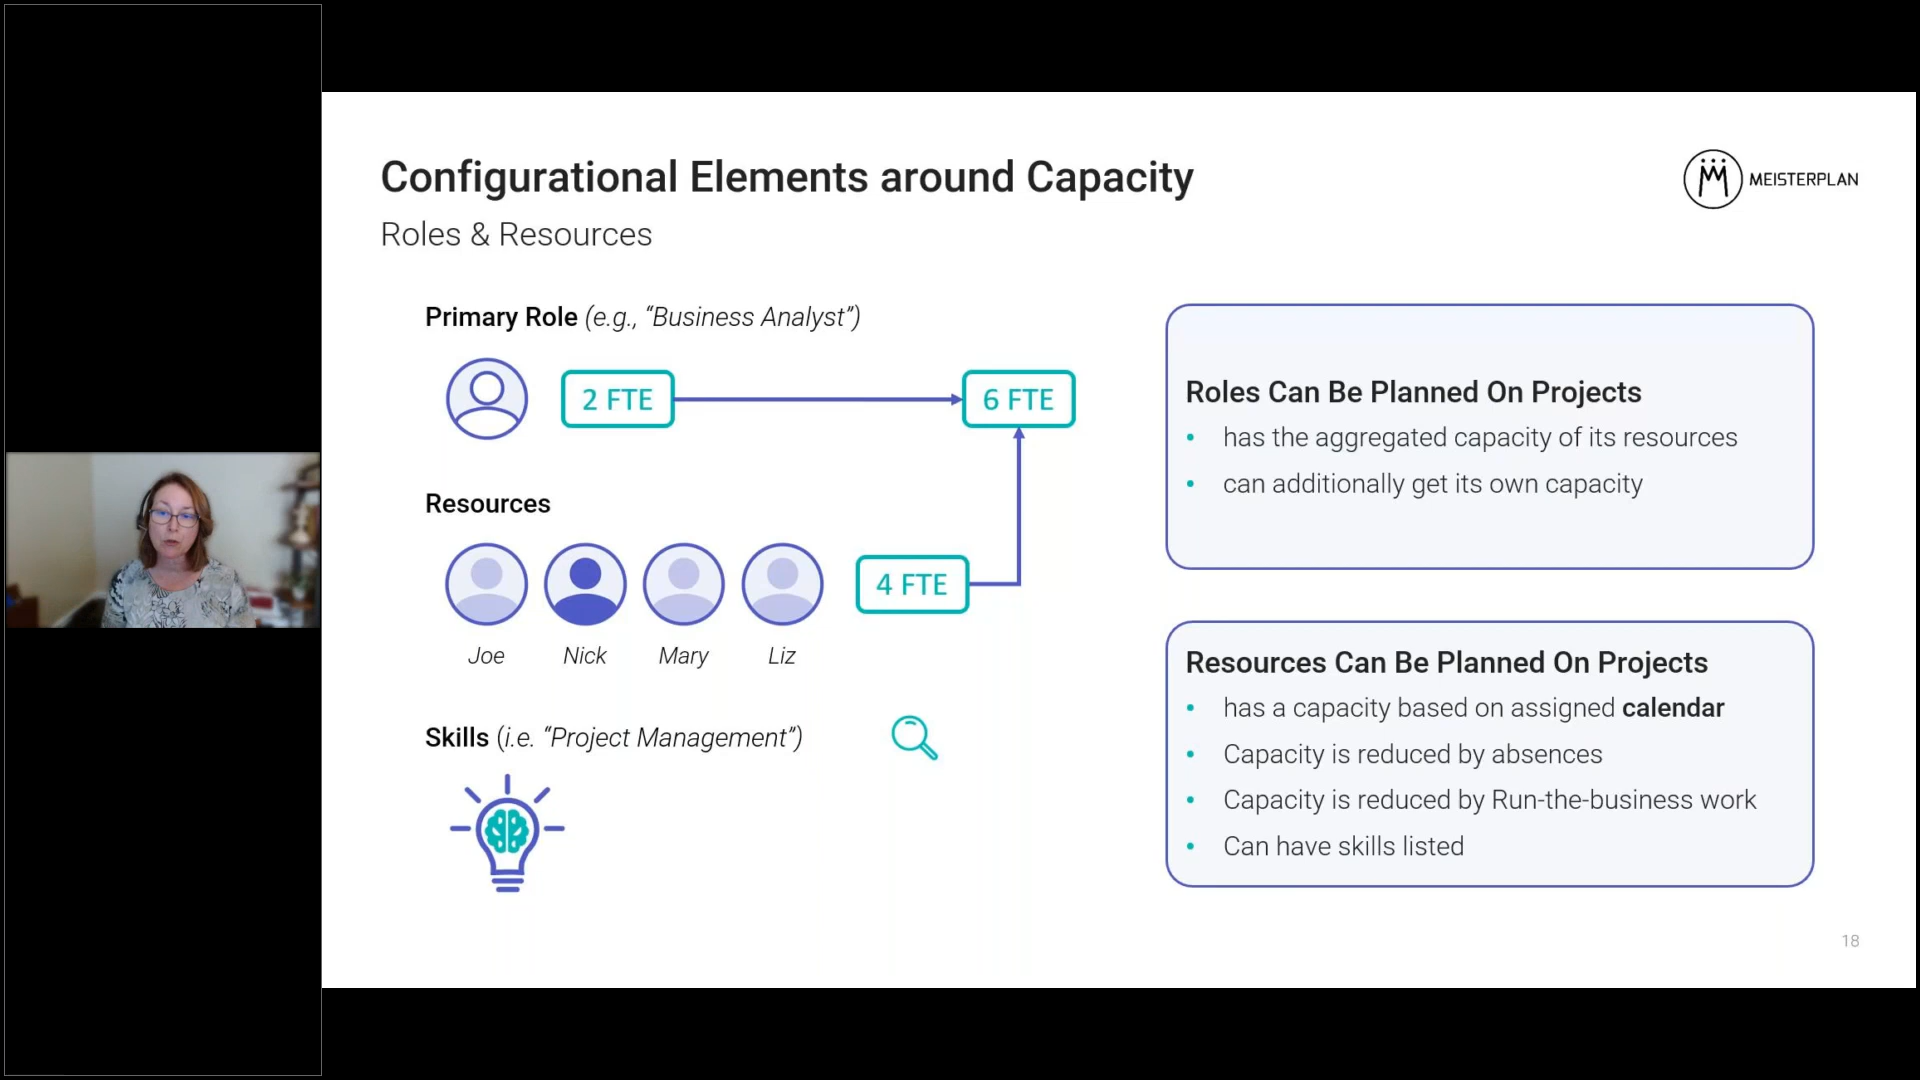 Configurational Elements around Capacity
Roles & Resources
MEISTERPLAN
Primary Role (e.g., “Business Analyst”)
2 FTE
6 FTE
Resources
4 FTE
Joe
Nick
Mary
Liz
Skills (i.e. “Project Management”)
Roles Can Be Planned On Projects
• has the aggregated capacity of its resources
• can additionally get its own capacity
Resources Can Be Planned On Projects
• has a capacity based on assigned calendar
• Capacity is reduced by absences
• Capacity is reduced by Run-the-business work
• Can have skills listed
18